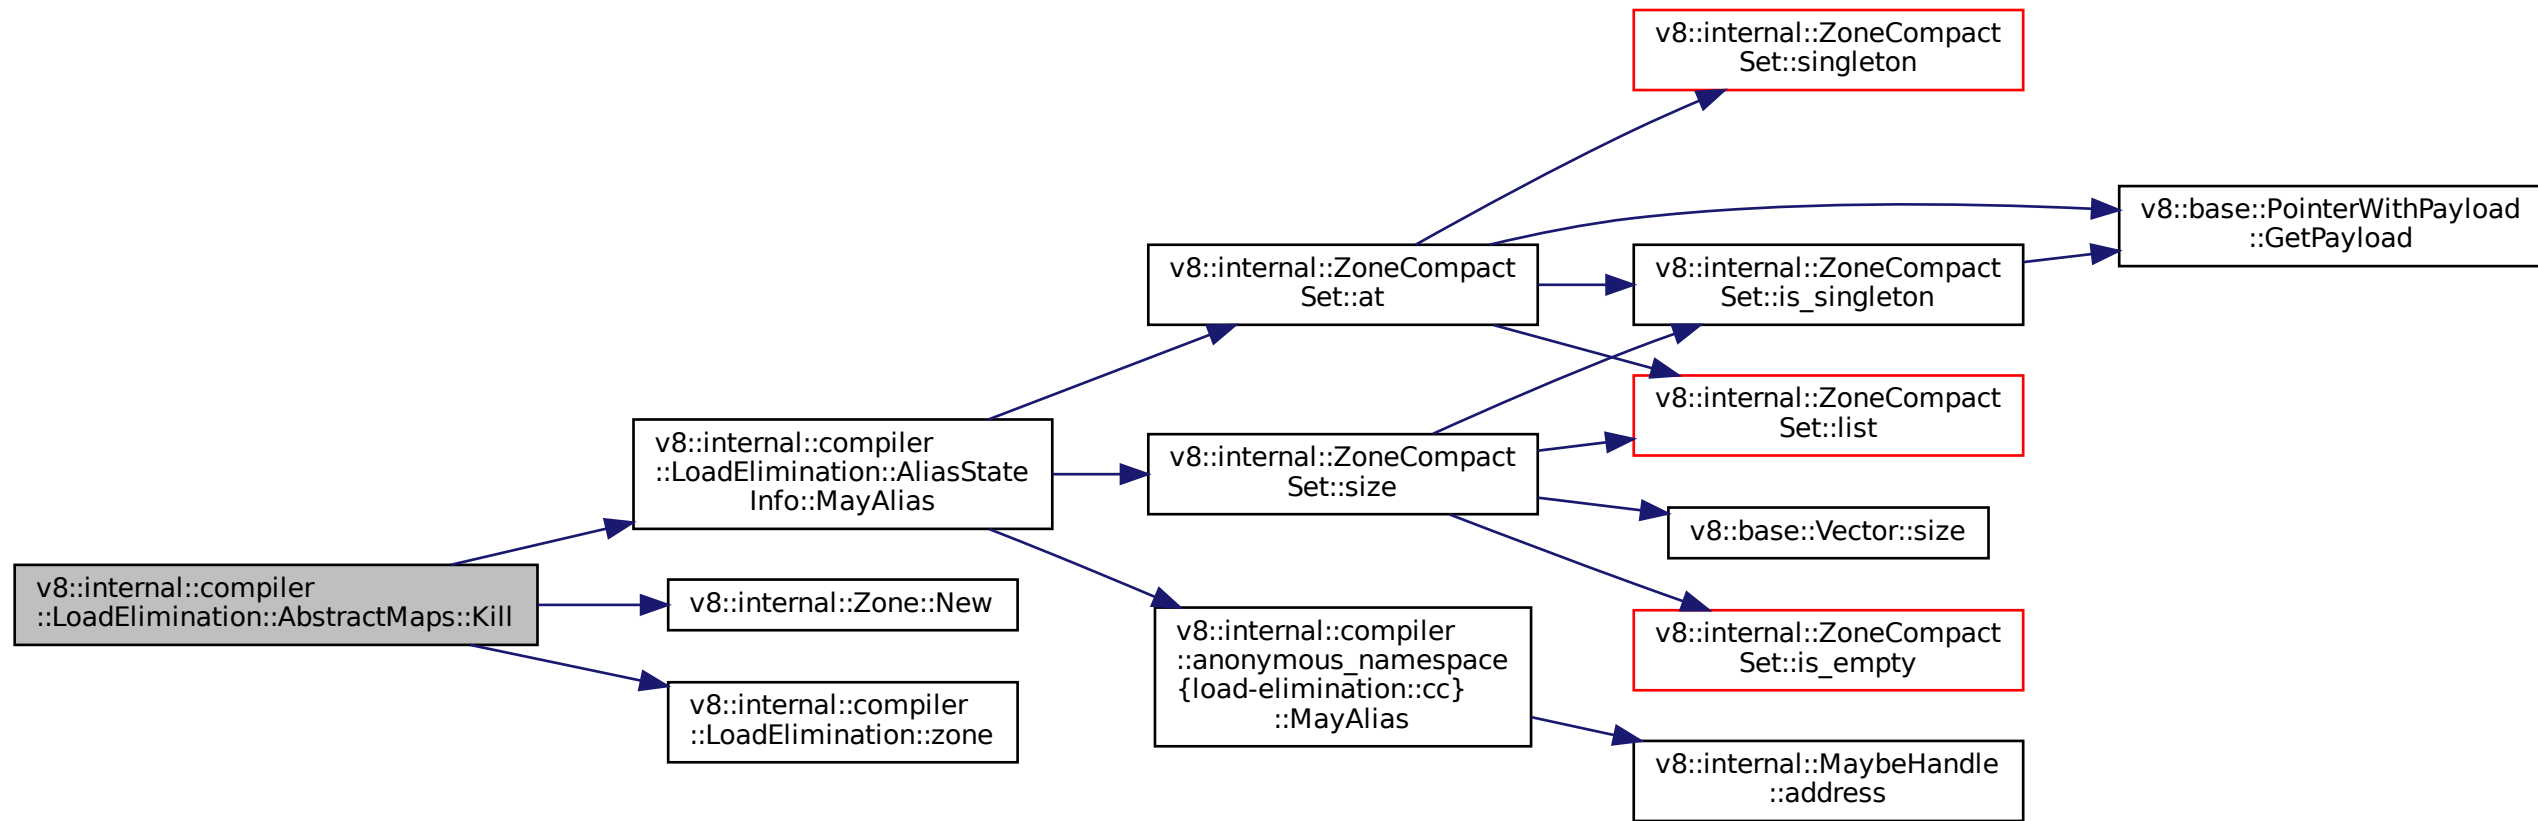 v8::internal::compiler
::LoadElimination::AbstractMaps::Kill
v8::internal::compiler
::LoadElimination::AliasState
Info::MayAlias
v8::internal::Zone::New
v8::internal::compiler
::LoadElimination::zone
v8::internal::ZoneCompact
Set::at
v8::internal::ZoneCompact
Set::size
v8::internal::compiler
::anonymous_namespace
{load-elimination::cc}
::MayAlias
v8::internal::ZoneCompact
Set::singleton
v8::internal::ZoneCompact
Set::is_singleton
v8::internal::ZoneCompact
Set::list
v8::base::Vector::size
v8::internal::ZoneCompact
Set::is_empty
v8::internal::MaybeHandle
::address
v8::base::PointerWithPayload
::GetPayload